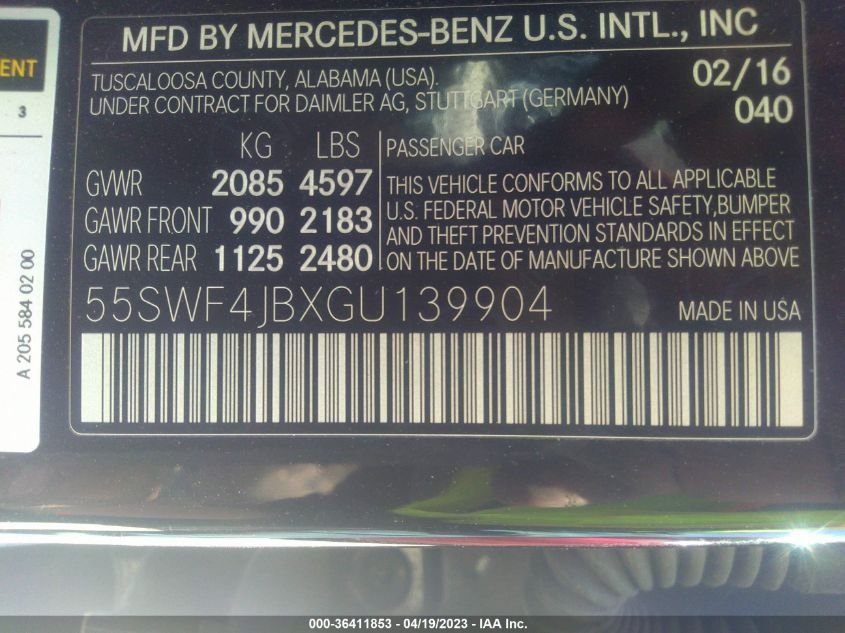 MFD BY MERCEDES-BENZ U.S. INTL., INC
TUSCALOOSA COUNTY, ALABAMA (USA).
UNDER CONTRACT FOR DAIMLER AG, STUTTGART (GERMANY)
02/16
040
KG LBS
GVWR 2085 4597
GAWR FRONT 990 2183
GAWR REAR 1125 2480
PASSENGER CAR
THIS VEHICLE CONFORMS TO ALL APPLICABLE
U.S. FEDERAL MOTOR VEHICLE SAFETY,BUMPER
AND THEFT PREVENTION STANDARDS IN EFFECT
ON THE DATE OF MANUFACTURE SHOWN ABOVE
55SWF4JBXGU139904
MADE IN USA
3
A 205 584 02 00
000-36411853 - 04/19/2023 - IAA Inc.